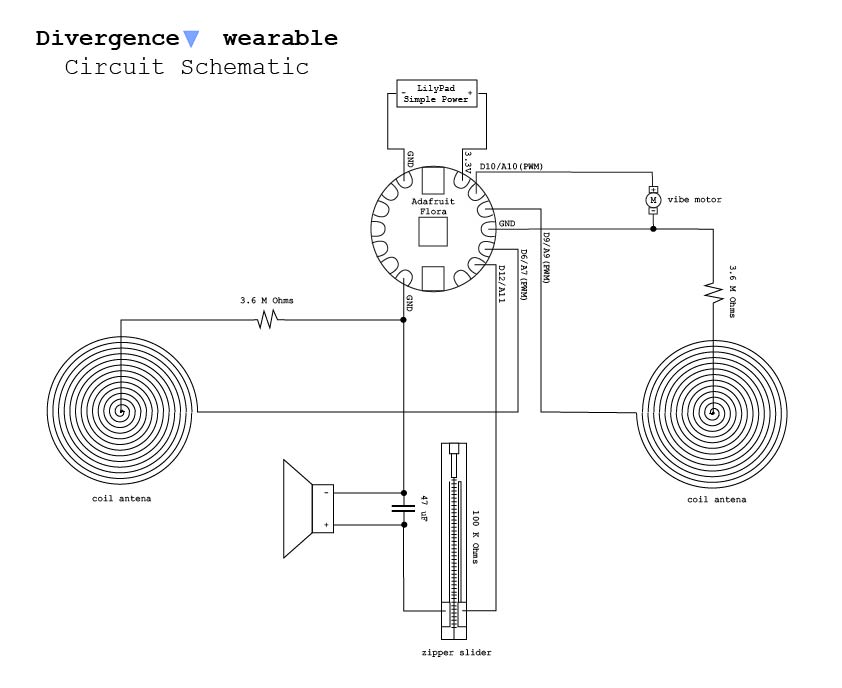 Divergence▼ wearable
Circuit Schematic
LilyPad
- Simple Power +
GND
3.3V
D10/A10(PWM)
Adafruit
Flora
+
M
-
vibe motor
GND
D9/A9(PWM)
D6/A7(PWM)
D12/A11
GND
3.6 M Ohms
3.6 M Ohms
coil antena
coil antena
-
+
47 uF
100 K Ohms
zipper slider